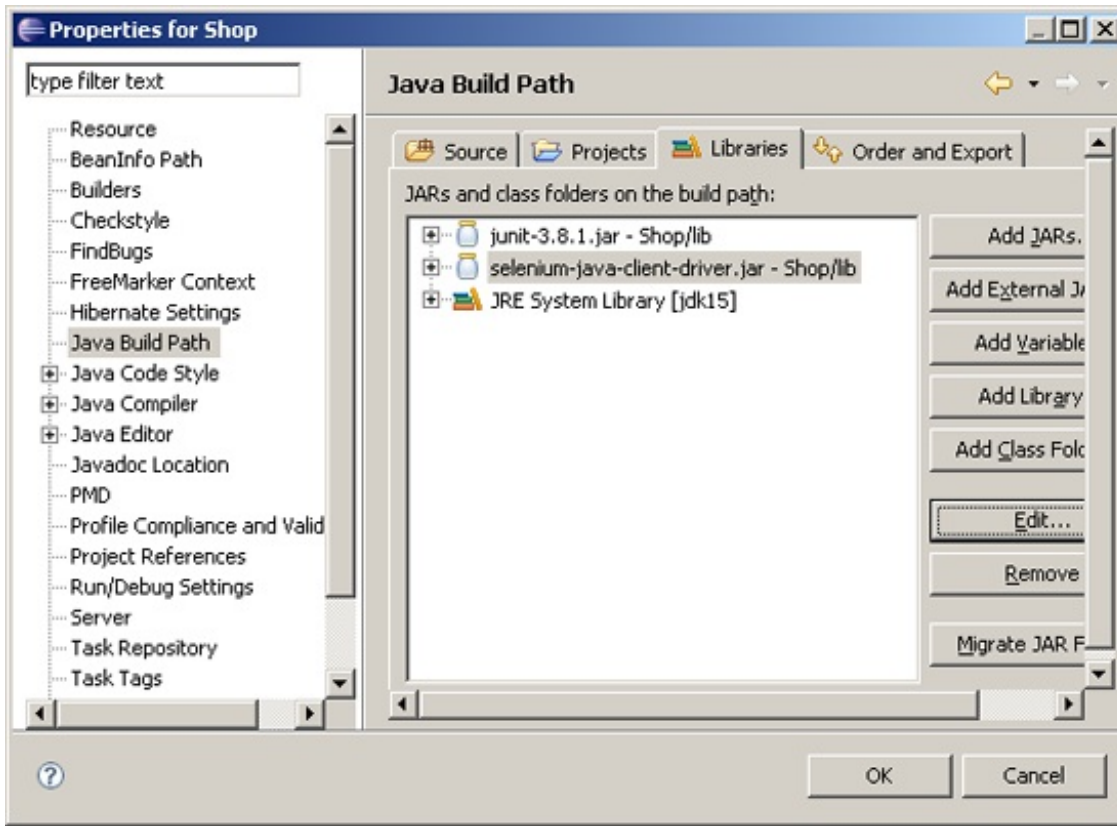 Properties for Shop
type filter text
Resource
BeanInfo Path
Builders
Checkstyle
FindBugs
FreeMarker Context
Hibernate Settings
Java Build Path
Java Code Style
Java Compiler
Java Editor
Javadoc Location
PMD
Profile Compliance and Valid
Project References
Run/Debug Settings
Server
Task Repository
Task Tags
Java Build Path
Source Projects Libraries Order and Export
JARs and class folders on the build path:
junit-3.8.1.jar - Shop/lib
selenium-java-client-driver.jar - Shop/lib
JRE System Library [jdk15]
Add JARs.
Add External JA
Add Variable
Add Library
Add Class Fold
Edit...
Remove
Migrate JAR F
OK Cancel